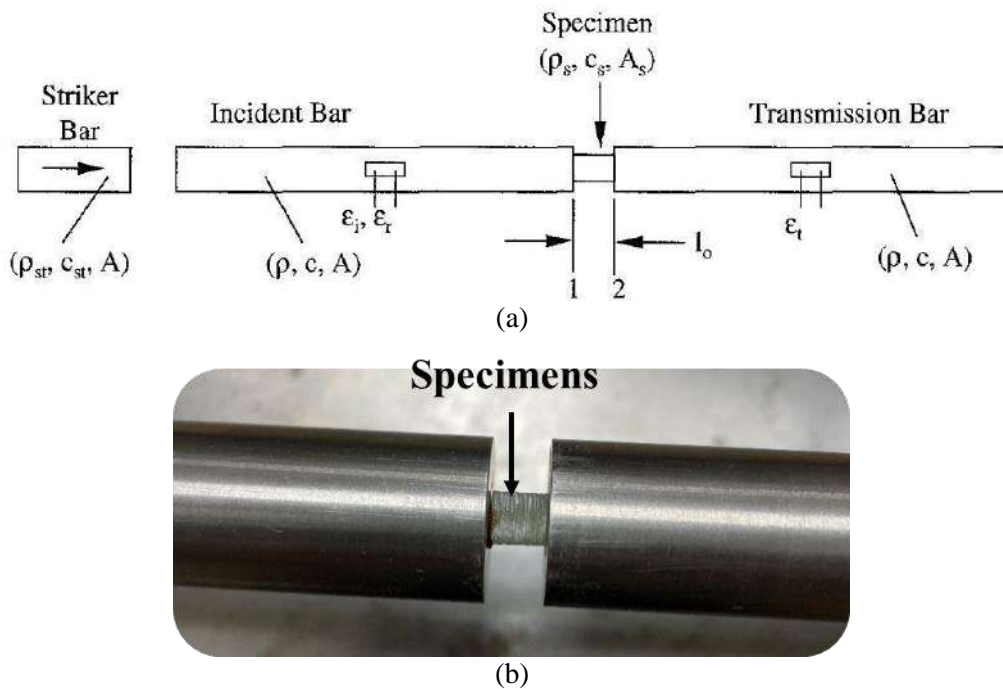 Specimen
(ρₛ, cₛ, Aₛ)
Striker
Bar
Incident Bar
Transmission Bar
εᵢ, εᵣ
εₜ
lₒ
(ρₛₜ, cₛₜ, A)
(ρ, c, A)
(ρ, c, A)
1 2
(a)
Specimens
(b)